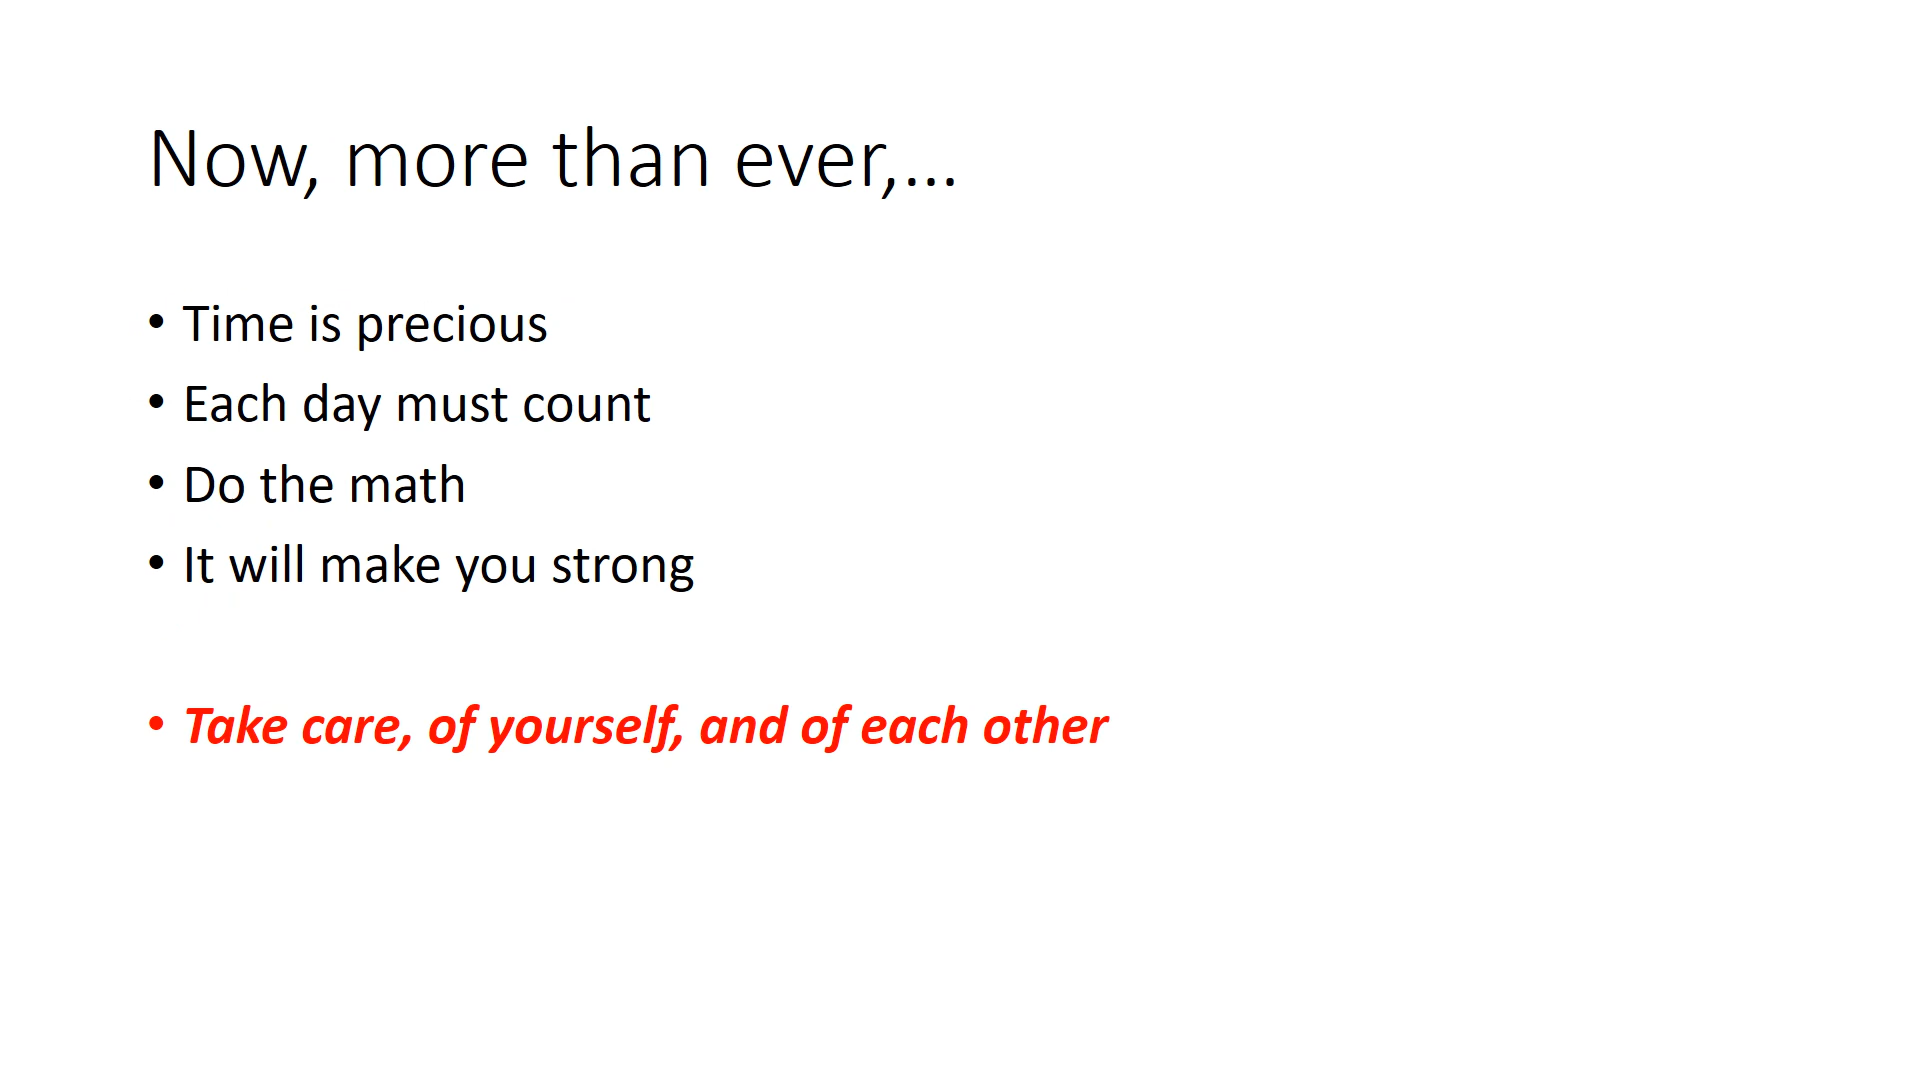 Now, more than ever,...
• Time is precious
• Each day must count
• Do the math
• It will make you strong
• Take care, of yourself, and of each other